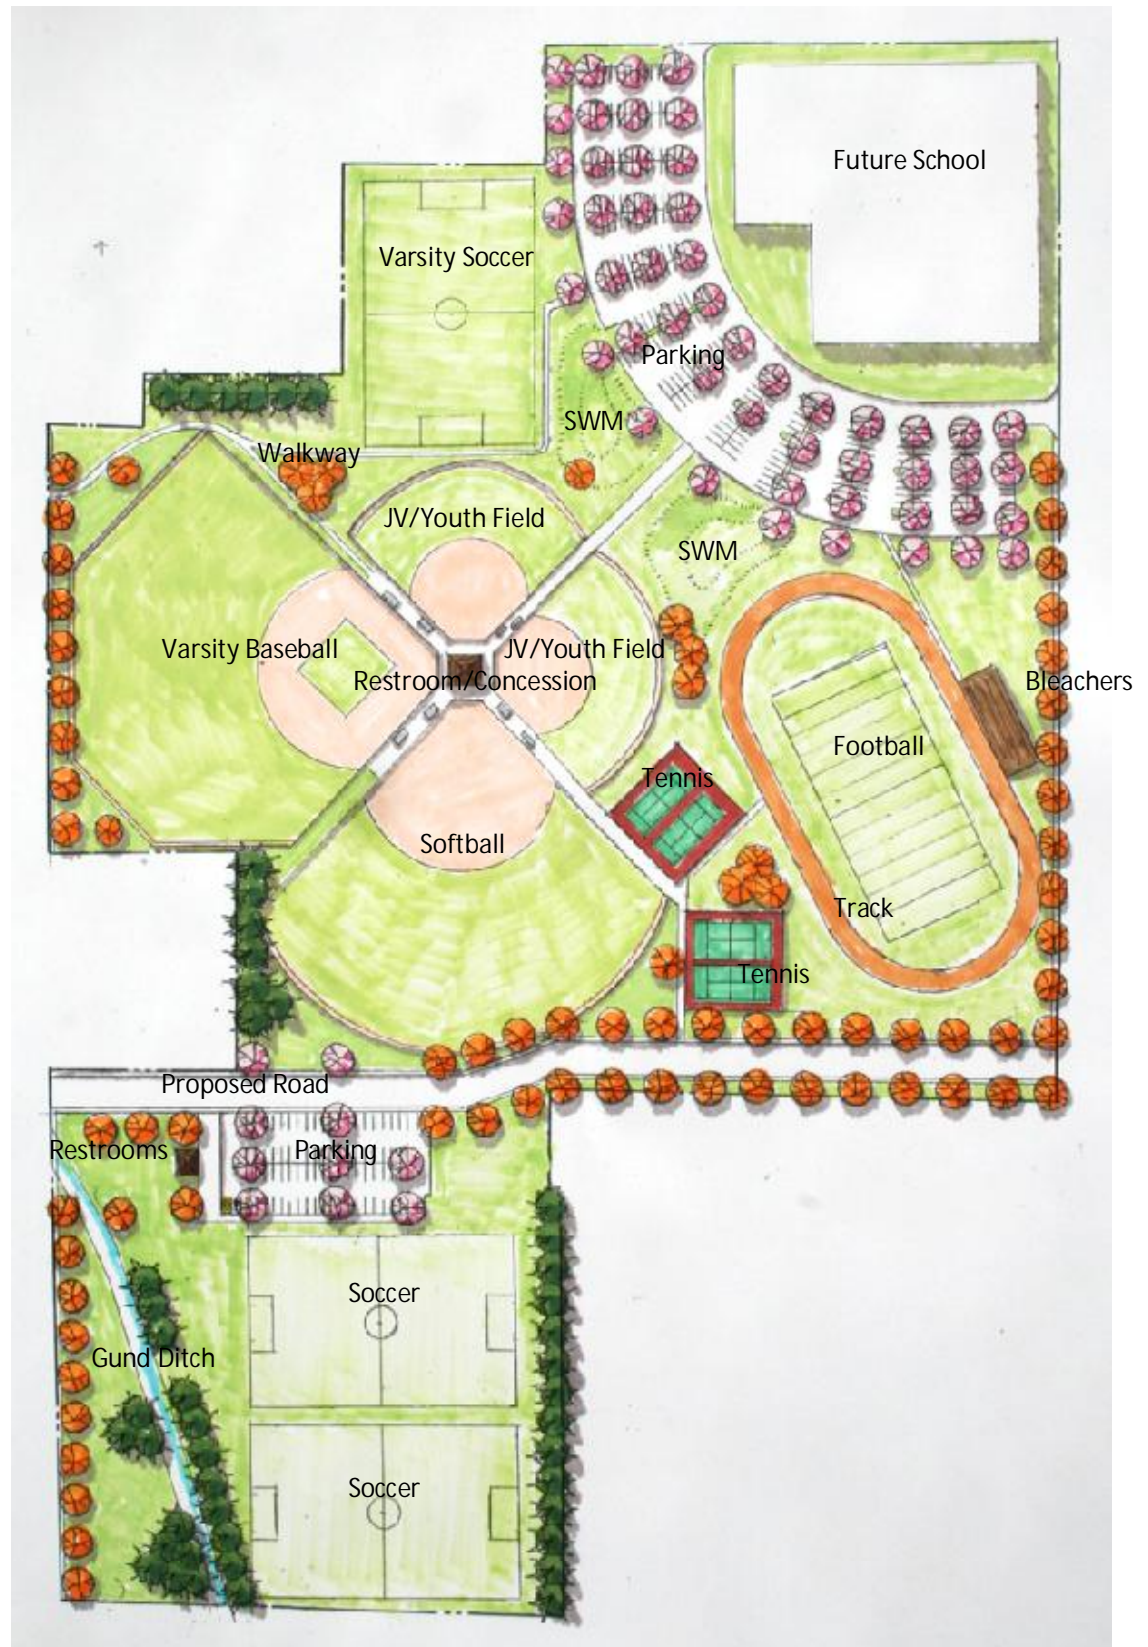 Future School
Varsity Soccer
Parking
SWM
Walkway
JV/Youth Field
SWM
Varsity Baseball
JV/Youth Field
Restroom/Concession
Bleachers
Football
Tennis
Softball
Track
Tennis
Proposed Road
Restrooms
Parking
Soccer
Gund Ditch
Soccer